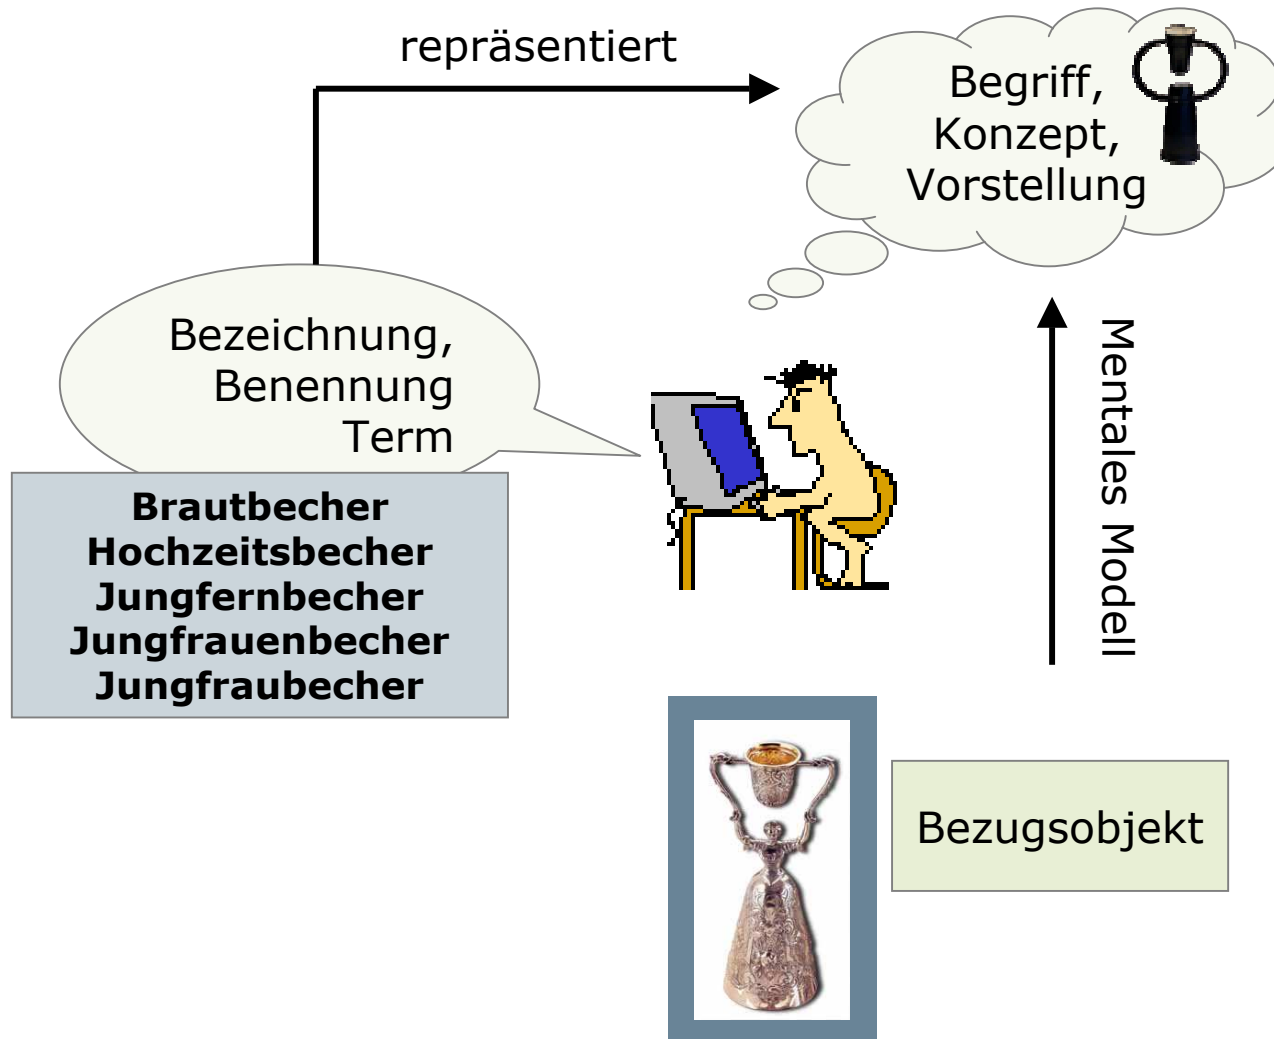 repräsentiert
Begriff,
Konzept,
Vorstellung
Bezeichnung,
Benennung
Term
Brautbecher
Hochzeitsbecher
Jungfernbecher
Jungfrauenbecher
Jungfraubecher
Mentales Modell
Bezugsobjekt